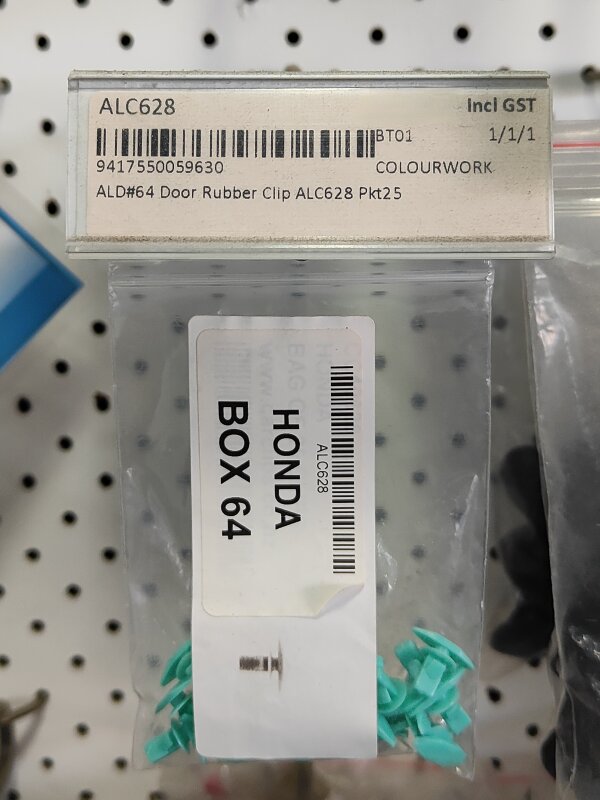 ALC628
Incl GST
BT01
1/1/1
9417550059630
COLOURWORK
ALD#64 Door Rubber Clip ALC628 Pkt25
ALC628
HONDA
BOX 64